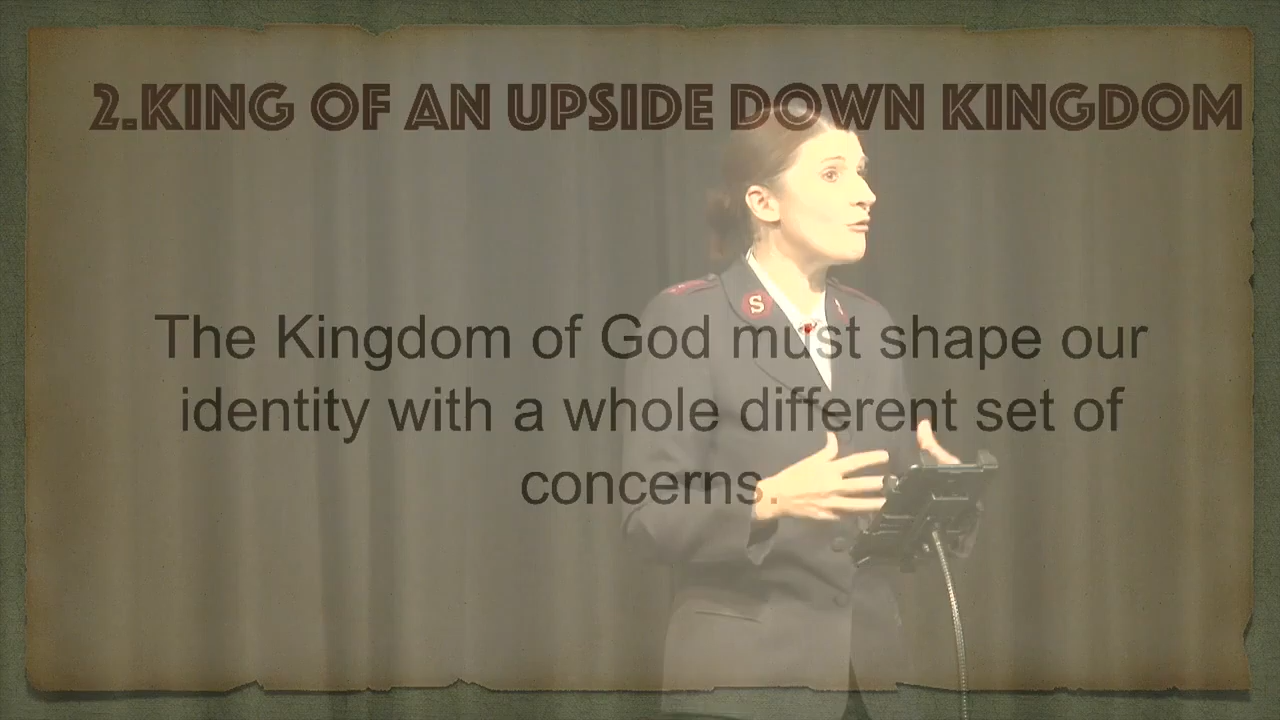 2.KING OF AN UPSIDE DOWN KINGDOM
The Kingdom of God must shape our
identity with a whole different set of
concerns.
S